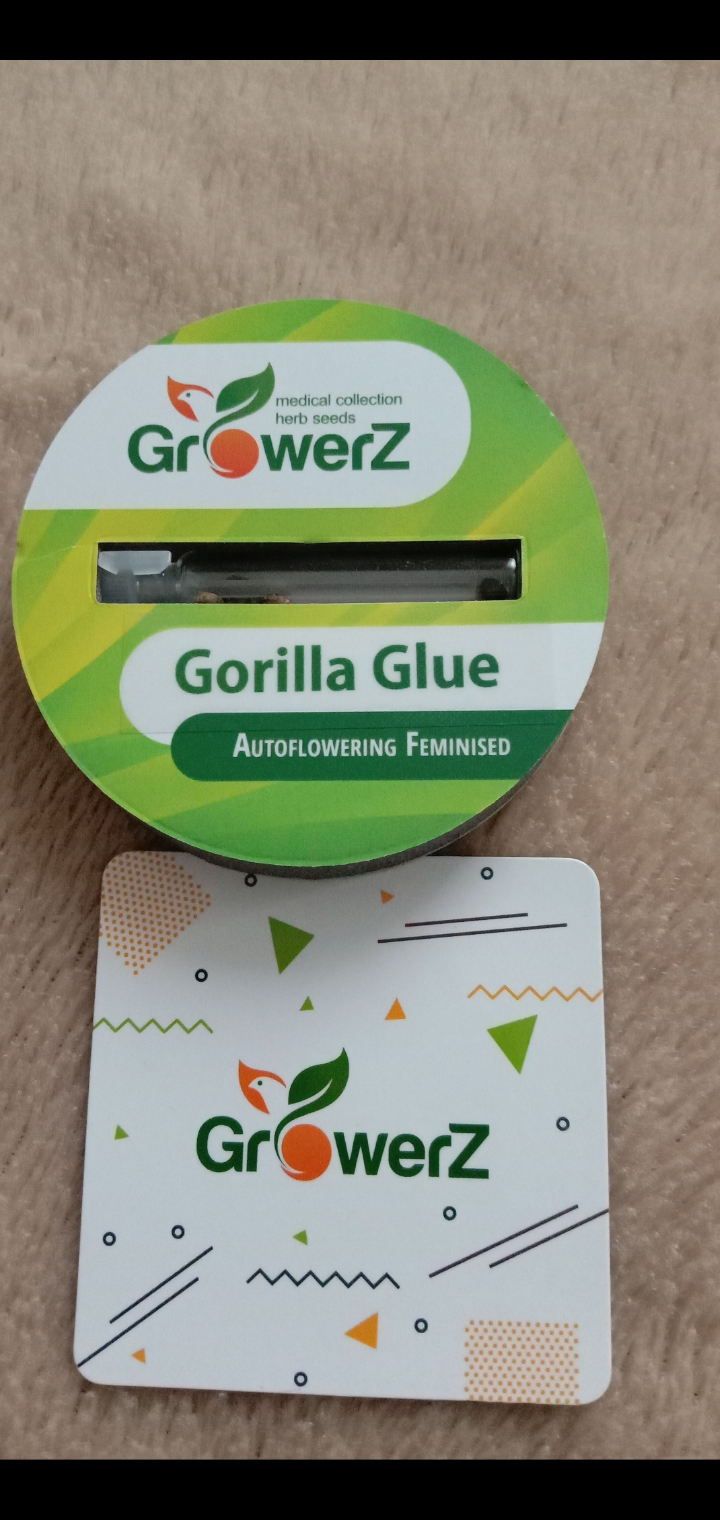 medical collection
herb seeds
GrowerZ
Gorilla Glue
AUTOFLOWERING FEMINISED
GrowerZ